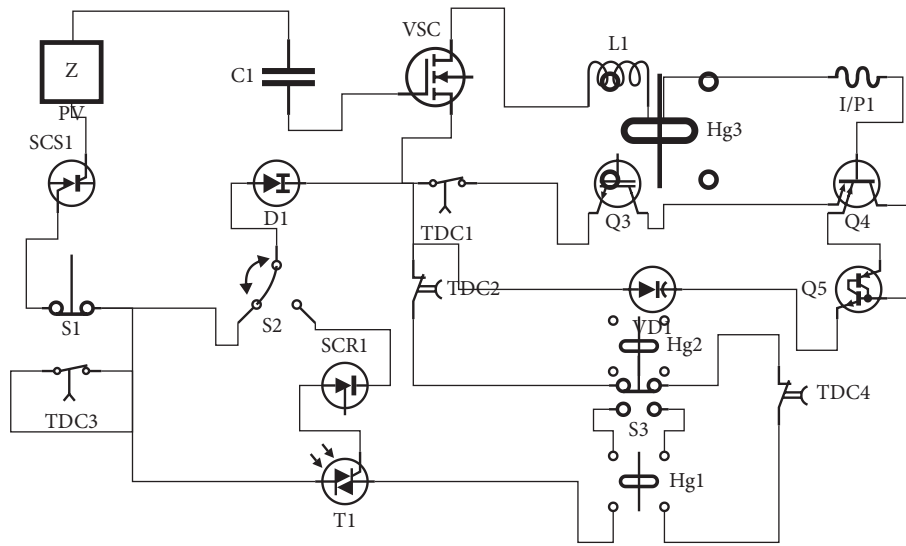 VSC
L1
Z
C1
I/P1
PV
Hg3
SCS1
D1
TDC1
Q3
Q4
TDC2
Q5
S1
S2
VD1
SCR1
Hg2
TDC3
TDC4
S3
Hg1
T1